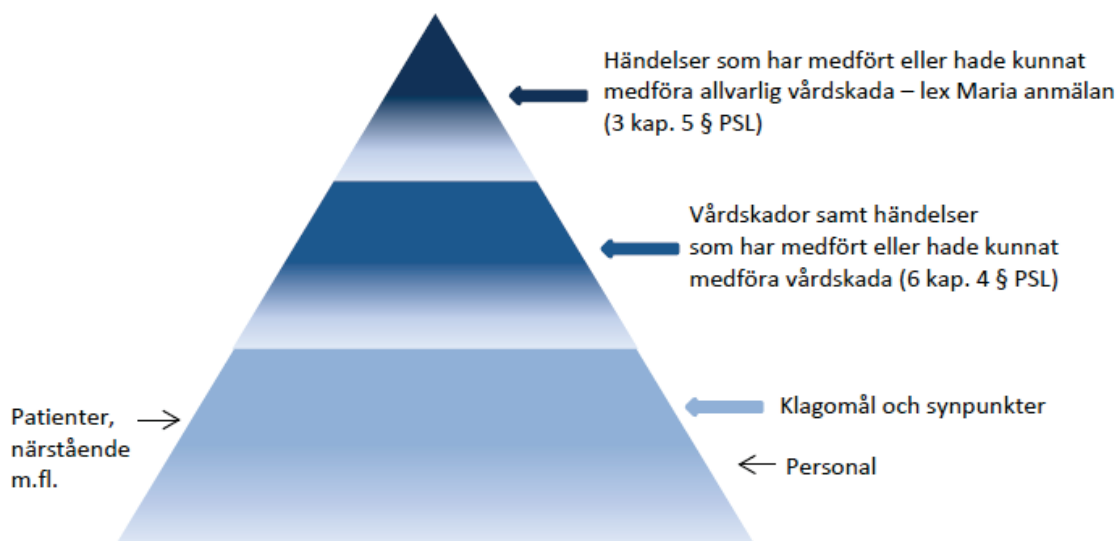 Händelser som har medfört eller hade kunnat
medföra allvarlig vårdskada – lex Maria anmälan
(3 kap. 5 § PSL)
Vårdskador samt händelser
som har medfört eller hade kunnat
medföra vårdskada (6 kap. 4 § PSL)
Patienter,
närstående
m.fl.
Klagomål och synpunkter
Personal